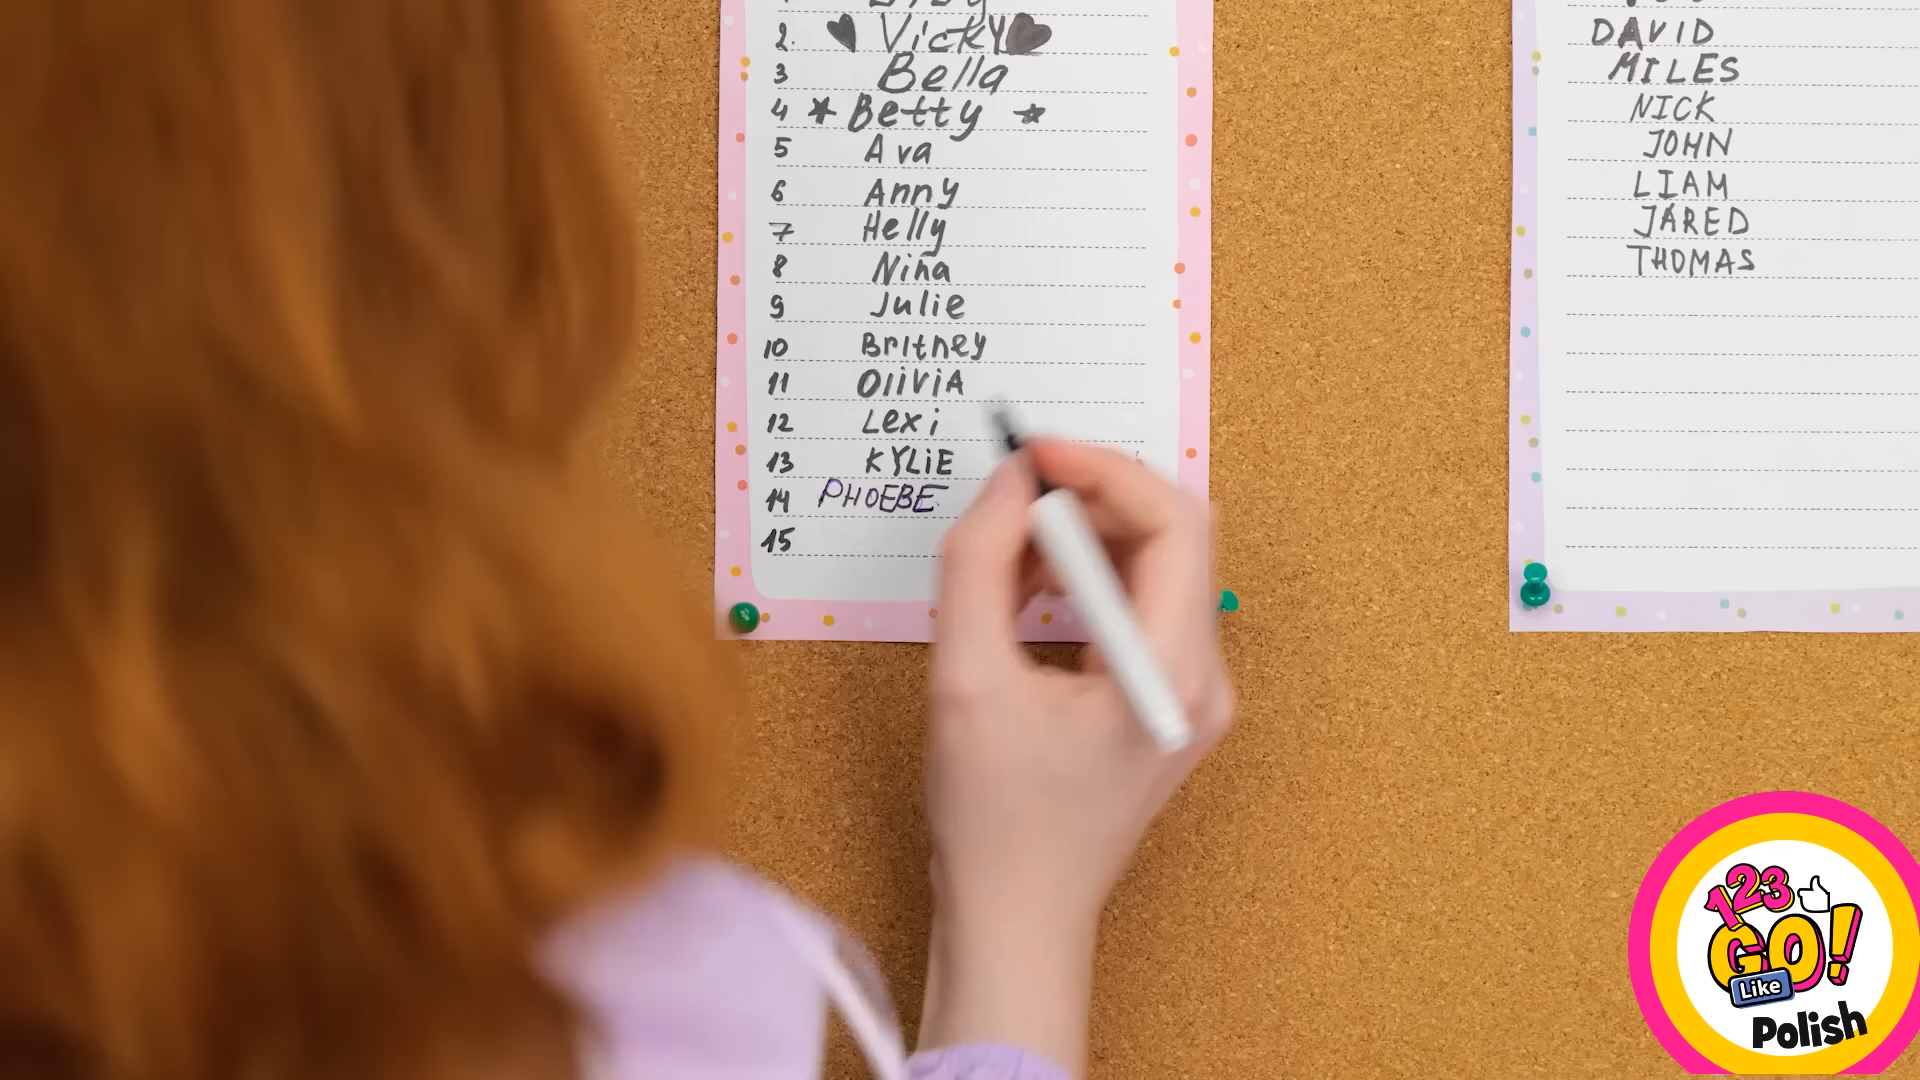 2. Vicky
3 Bella
4 * Betty *
5 Ava
6 Anny
7 Helly
8 Nina
9 Julie
10 Britney
11 OliviA
12 Lexi
13 KYLiE
14 PHOEBE
15
DAVID
MILES
NICK
JOHN
LIAM
JARED
THOMAS
123
GO!
Like
Polish